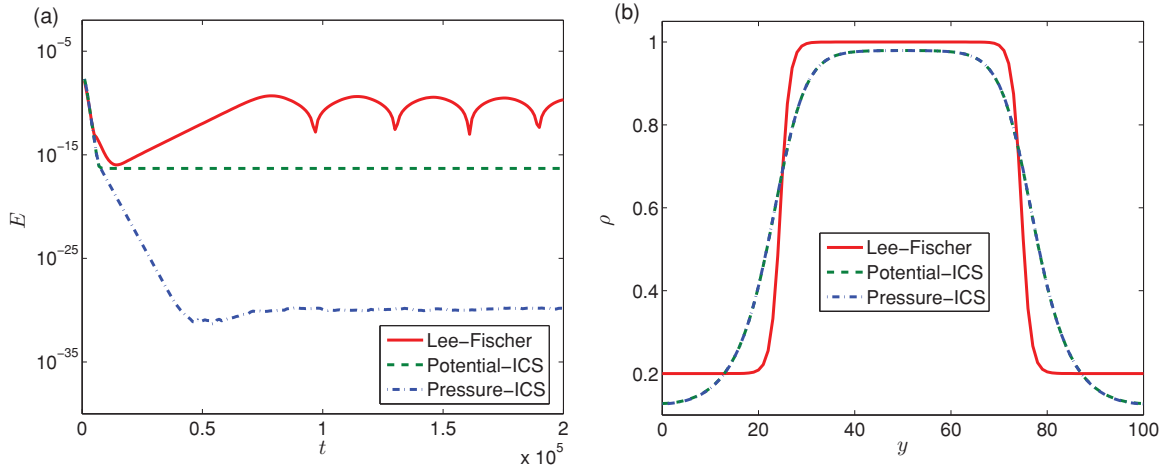 (a)
10^-5
10^-15
10^-25
10^-35
E
0
0.5
1
1.5
2
x 10^5
t
Lee−Fischer
Potential−ICS
Pressure−ICS
(b)
1
0.8
0.6
0.4
0.2
ρ
0
20
40
60
80
100
y
Lee−Fischer
Potential−ICS
Pressure−ICS